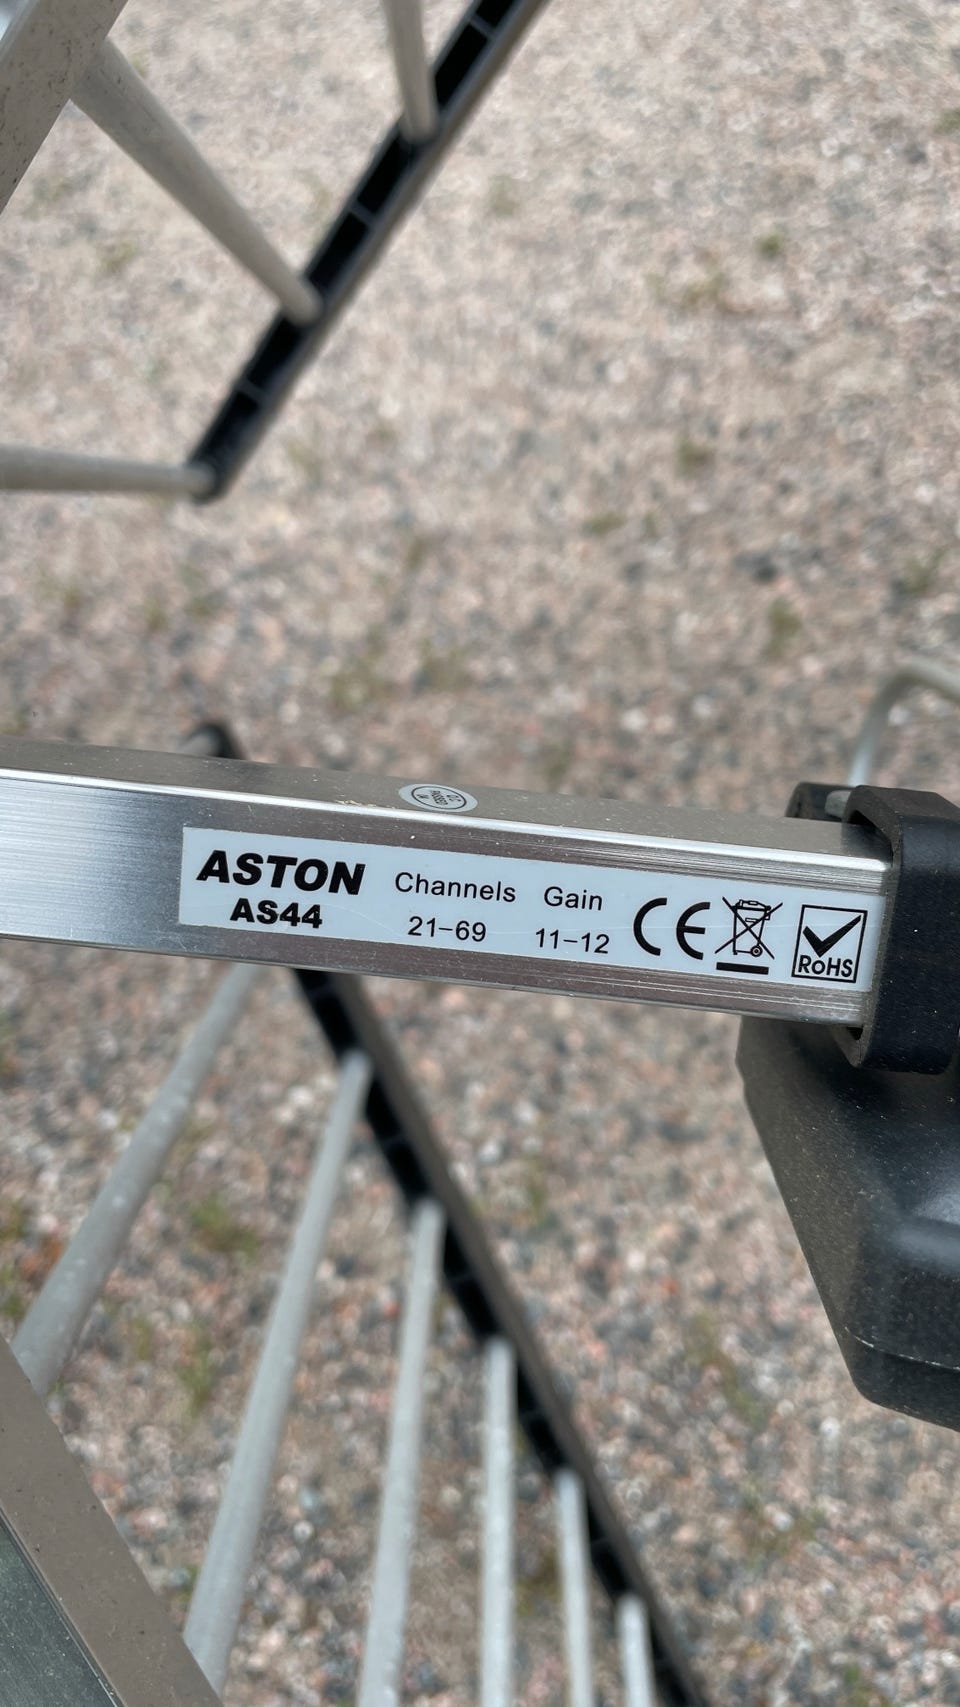 ASTON
AS44
Channels Gain
21-69 11-12
CE
RoHS